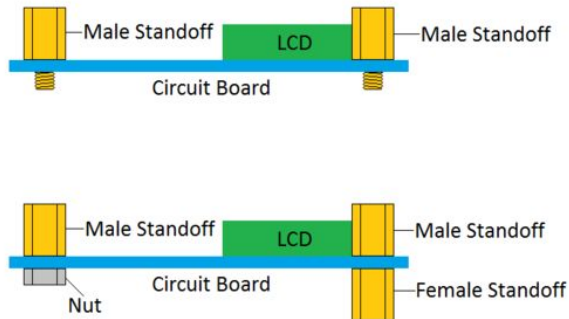 Male Standoff
LCD
Male Standoff
Circuit Board
Male Standoff
LCD
Male Standoff
Circuit Board
Female Standoff
Nut